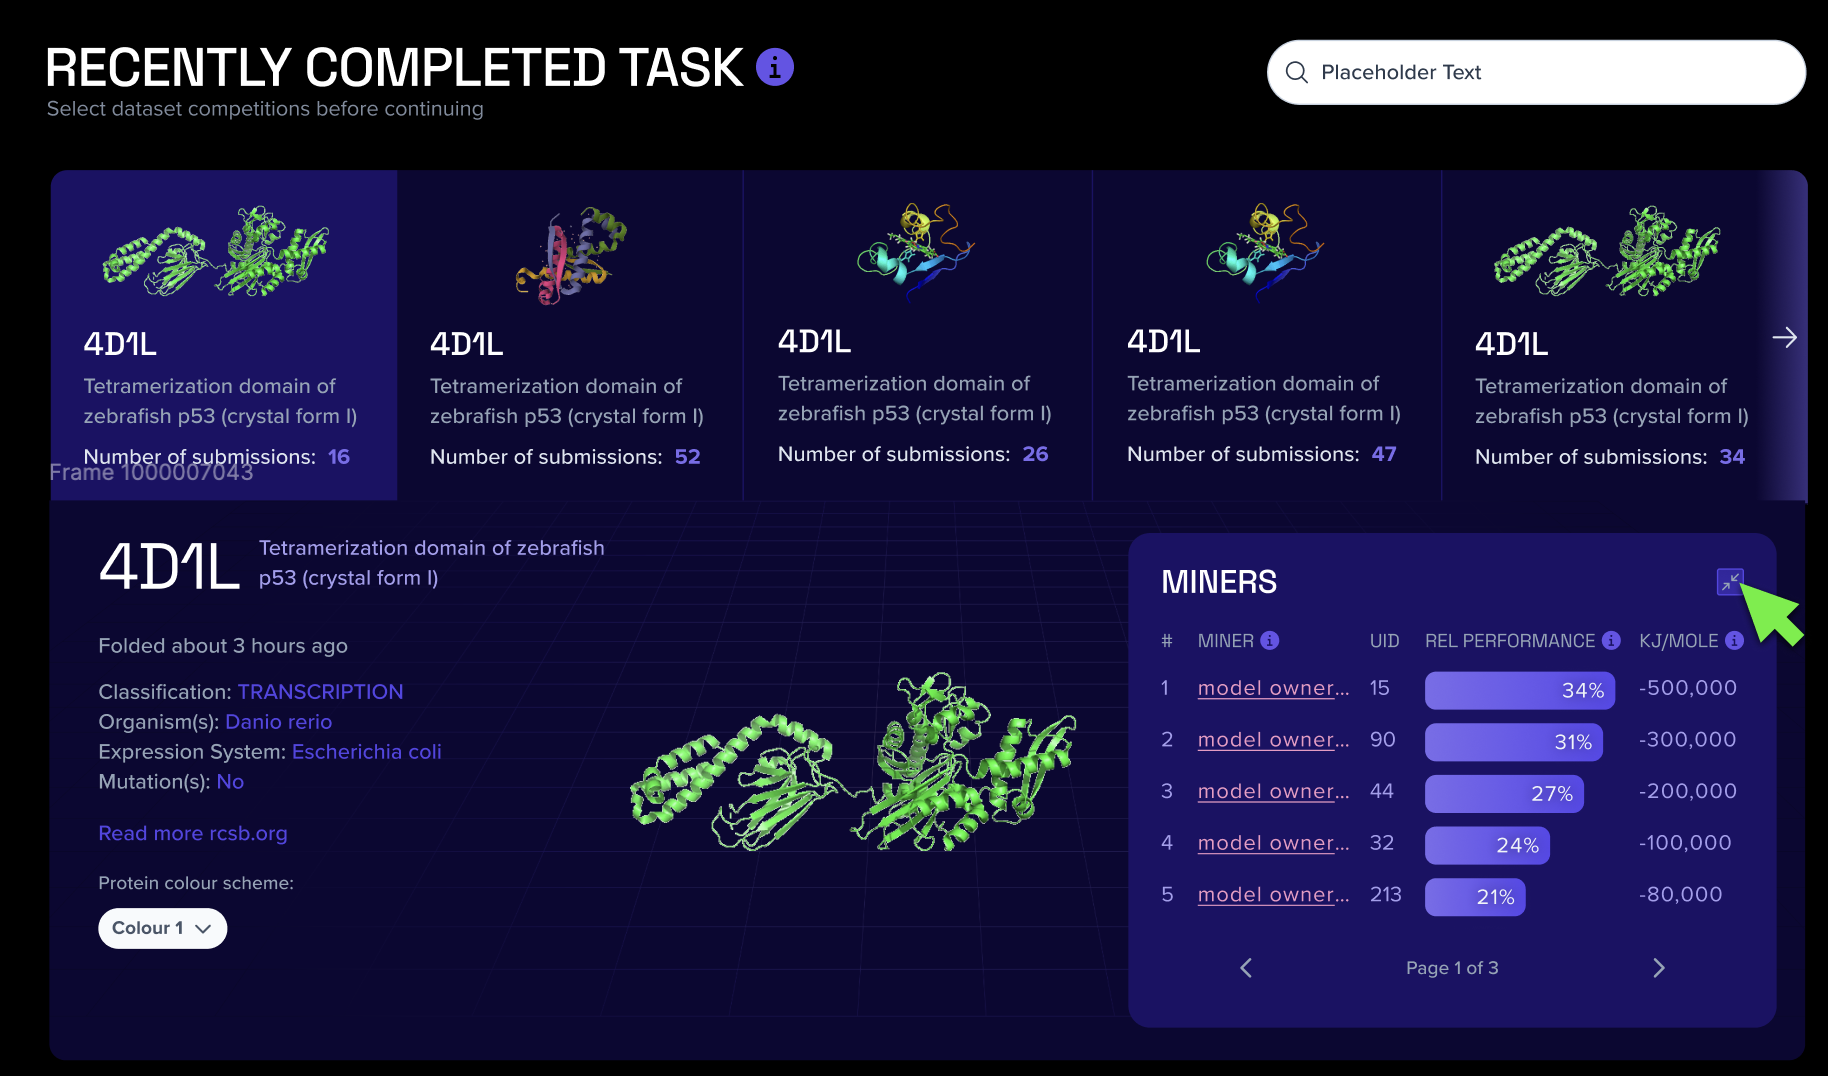 RECENTLY COMPLETED TASK i
Select dataset competitions before continuing
Placeholder Text
4D1L
Tetramerization domain of
zebrafish p53 (crystal form I)
Number of submissions: 16
4D1L
Tetramerization domain of
zebrafish p53 (crystal form I)
Number of submissions: 52
4D1L
Tetramerization domain of
zebrafish p53 (crystal form I)
Number of submissions: 26
4D1L
Tetramerization domain of
zebrafish p53 (crystal form I)
Number of submissions: 47
4D1L
Tetramerization domain of
zebrafish p53 (crystal form I)
Number of submissions: 34
Frame 1000007043
4D1L
Tetramerization domain of zebrafish
p53 (crystal form I)
Folded about 3 hours ago
Classification: TRANSCRIPTION
Organism(s): Danio rerio
Expression System: Escherichia coli
Mutation(s): No
Read more rcsb.org
Protein colour scheme:
Colour 1
MINERS
# MINER i UID REL PERFORMANCE i KJ/MOLE i
1 model owner... 15 34% -500,000
2 model owner... 90 31% -300,000
3 model owner... 44 27% -200,000
4 model owner... 32 24% -100,000
5 model owner... 213 21% -80,000
Page 1 of 3